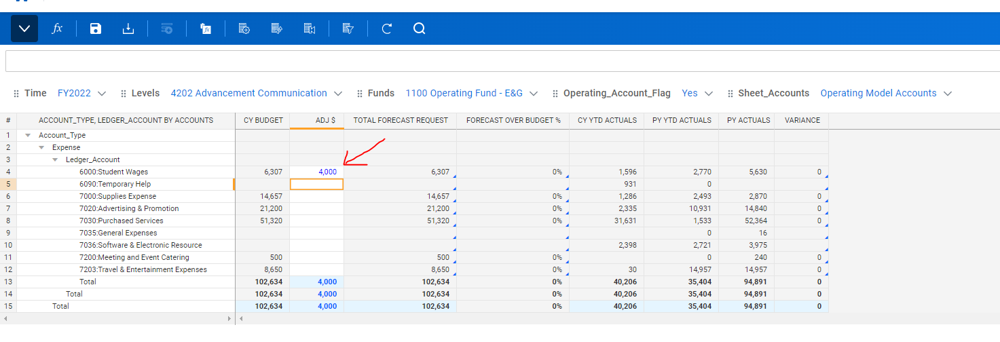 fx
Time FY2022 Levels 4202 Advancement Communication Funds 1100 Operating Fund - E&G Operating_Account_Flag Yes Sheet_Accounts Operating Model Accounts
# ACCOUNT_TYPE, LEDGER_ACCOUNT BY ACCOUNTS CY BUDGET ADJ $ TOTAL FORECAST REQUEST FORECAST OVER BUDGET % CY YTD ACTUALS PY YTD ACTUALS PY ACTUALS VARIANCE
1 Account_Type
2 Expense
3 Ledger_Account
4 6000:Student Wages 6,307 4,000 6,307 0% 1,596 2,770 5,630 0
5 6090:Temporary Help 931 0
6 7000:Supplies Expense 14,657 14,657 0% 1,286 2,493 2,870 0
7 7020:Advertising & Promotion 21,200 21,200 0% 2,335 10,931 14,840 0
8 7030:Purchased Services 51,320 51,320 0% 31,631 1,533 52,364 0
9 7035:General Expenses 0 16
10 7036:Software & Electronic Resource 2,398 2,721 3,975
11 7200:Meeting and Event Catering 500 500 0% 0 240 0
12 7203:Travel & Entertainment Expenses 8,650 8,650 0% 30 14,957 14,957 0
13 Total 102,634 4,000 102,634 0% 40,206 35,404 94,891 0
14 Total 102,634 4,000 102,634 0% 40,206 35,404 94,891 0
15 Total 102,634 4,000 102,634 0% 40,206 35,404 94,891 0